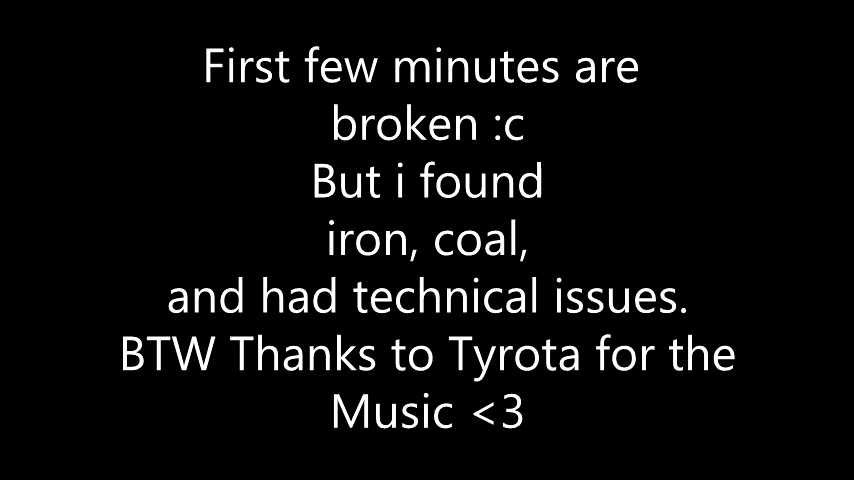 First few minutes are
broken :c
But i found
iron, coal,
and had technical issues.
BTW Thanks to Tyrota for the
Music <3